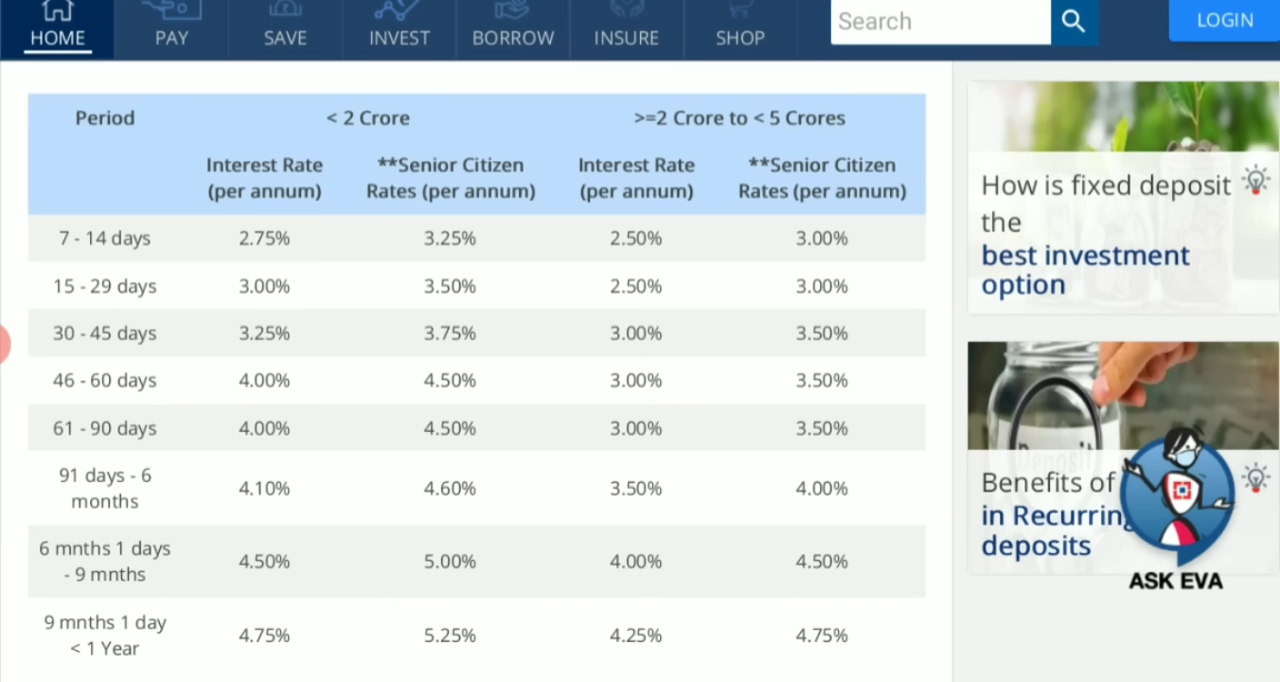 HOME
PAY
SAVE
INVEST
BORROW
INSURE
SHOP
Search
LOGIN
Period
< 2 Crore
>=2 Crore to < 5 Crores
Interest Rate
(per annum)
**Senior Citizen
Rates (per annum)
Interest Rate
(per annum)
**Senior Citizen
Rates (per annum)
7 - 14 days 2.75% 3.25% 2.50% 3.00%
15 - 29 days 3.00% 3.50% 2.50% 3.00%
30 - 45 days 3.25% 3.75% 3.00% 3.50%
46 - 60 days 4.00% 4.50% 3.00% 3.50%
61 - 90 days 4.00% 4.50% 3.00% 3.50%
91 days - 6
months
4.10% 4.60% 3.50% 4.00%
6 mnths 1 days
- 9 mnths
4.50% 5.00% 4.00% 4.50%
9 mnths 1 day
< 1 Year
4.75% 5.25% 4.25% 4.75%
How is fixed deposit
the
best investment
option
Deposit
Benefits of
in Recurring
deposits
ASK EVA